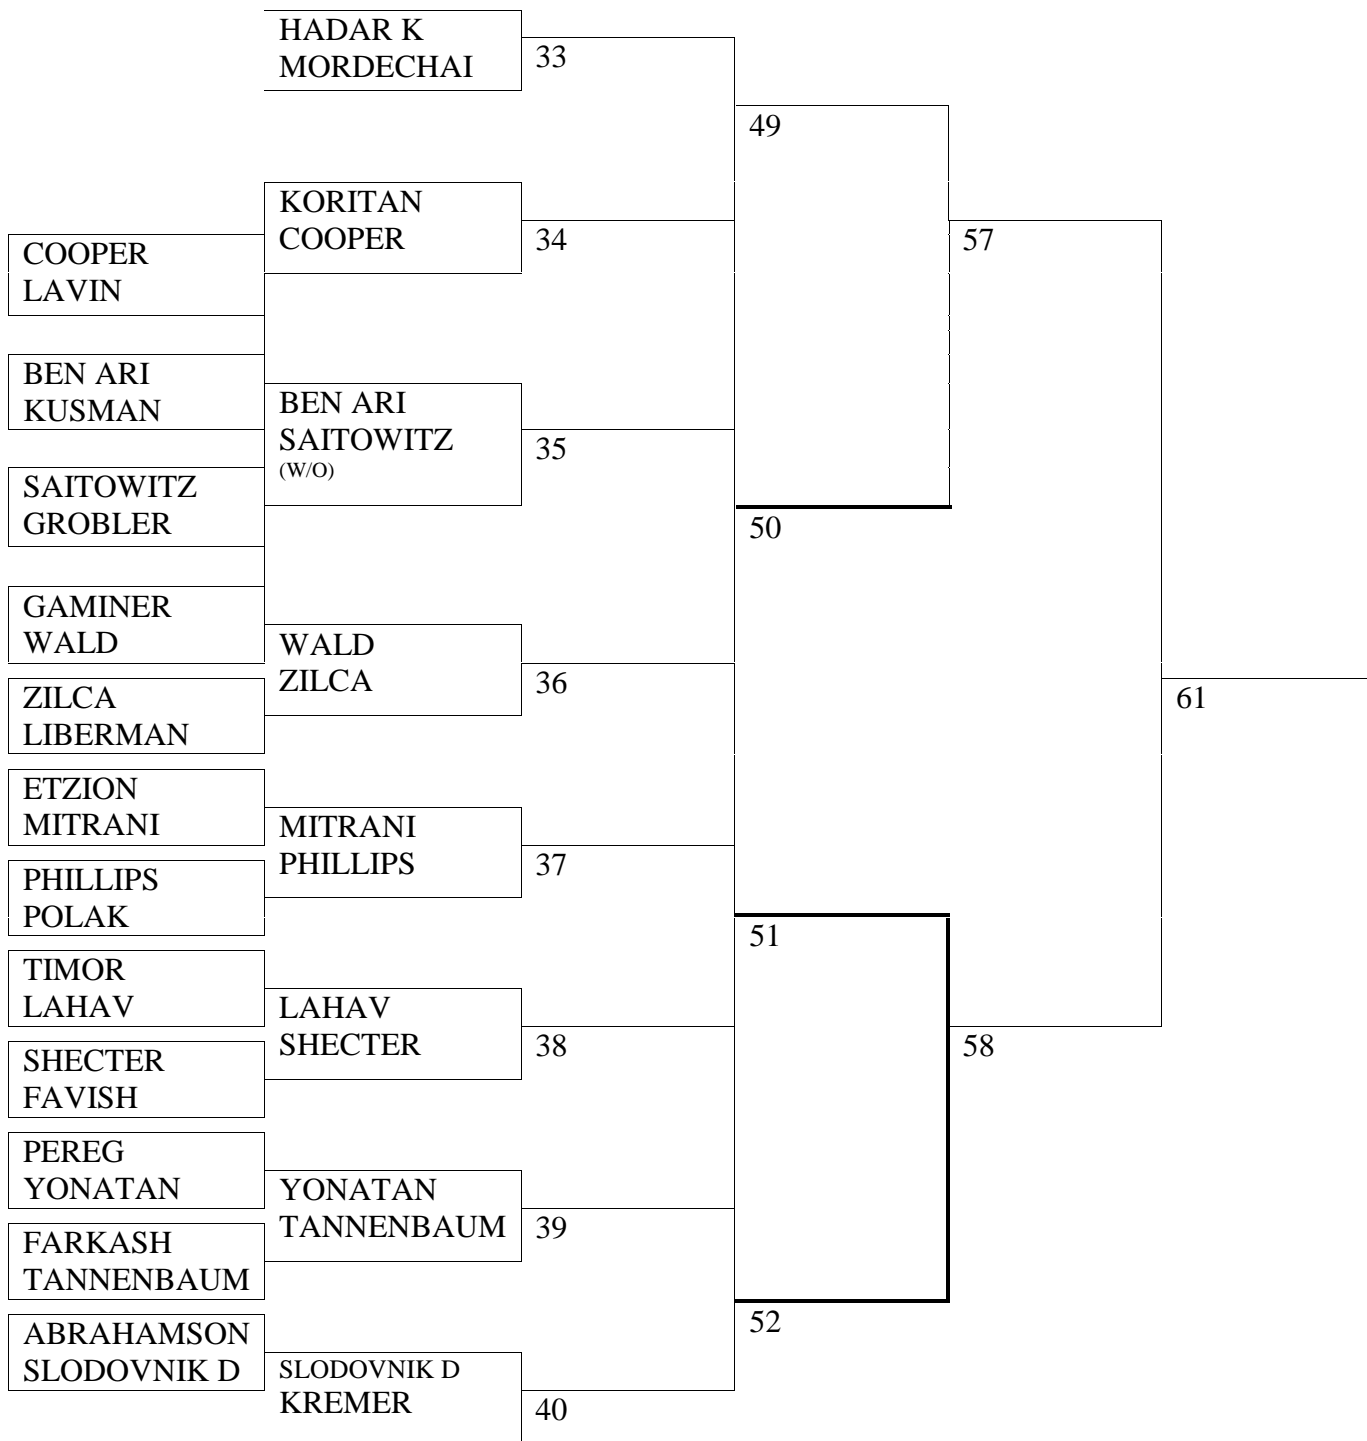 HADAR K
MORDECHAI
33
49
KORITAN
COOPER
34
57
COOPER
LAVIN
BEN ARI
KUSMAN
BEN ARI
SAITOWITZ
(W/O)
35
SAITOWITZ
GROBLER
50
GAMINER
WALD
WALD
ZILCA
36
ZILCA
LIBERMAN
61
ETZION
MITRANI
MITRANI
PHILLIPS
37
PHILLIPS
POLAK
51
TIMOR
LAHAV
LAHAV
SHECTER
38
58
SHECTER
FAVISH
PEREG
YONATAN
YONATAN
TANNENBAUM
39
FARKASH
TANNENBAUM
52
ABRAHAMSON
SLODOVNIK D
SLODOVNIK D
KREMER
40